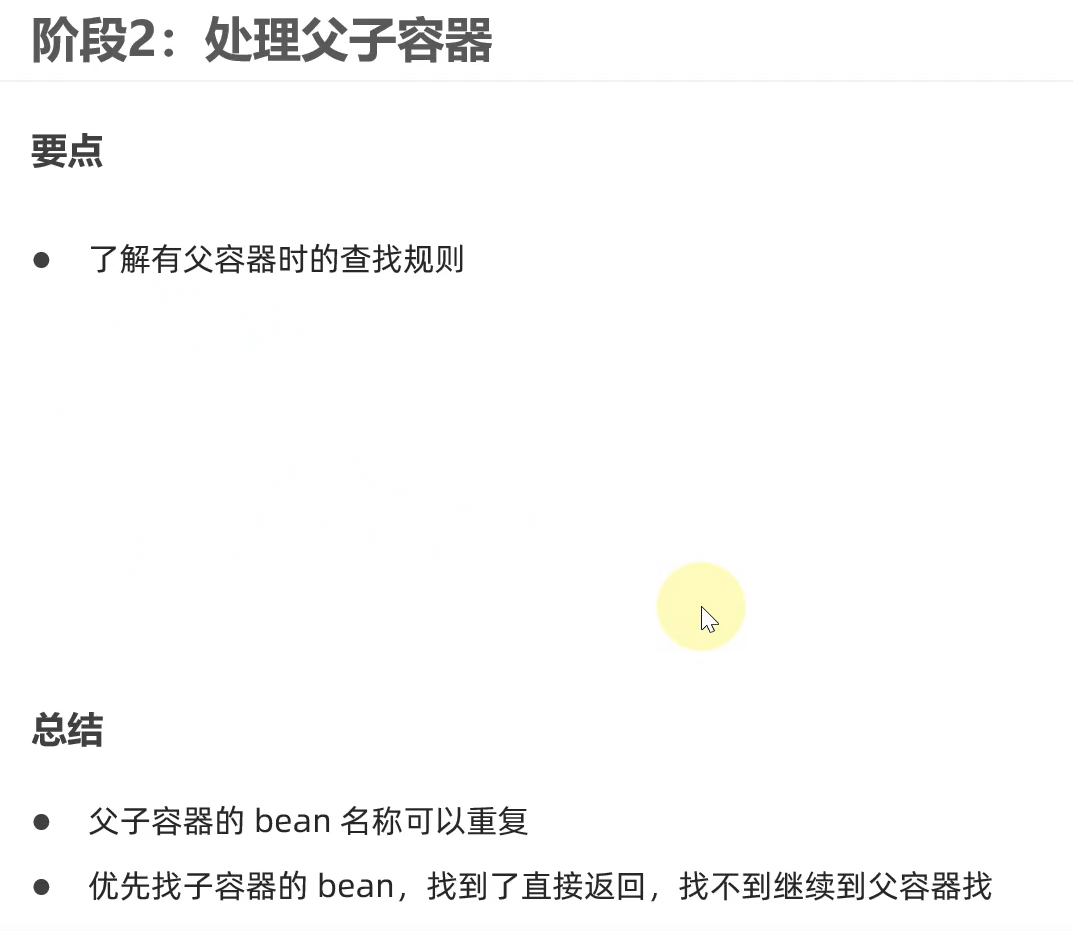 阶段2：处理父子容器
要点
● 了解有父容器时的查找规则
总结
● 父子容器的 bean 名称可以重复
● 优先找子容器的 bean，找到了直接返回，找不到继续到父容器找